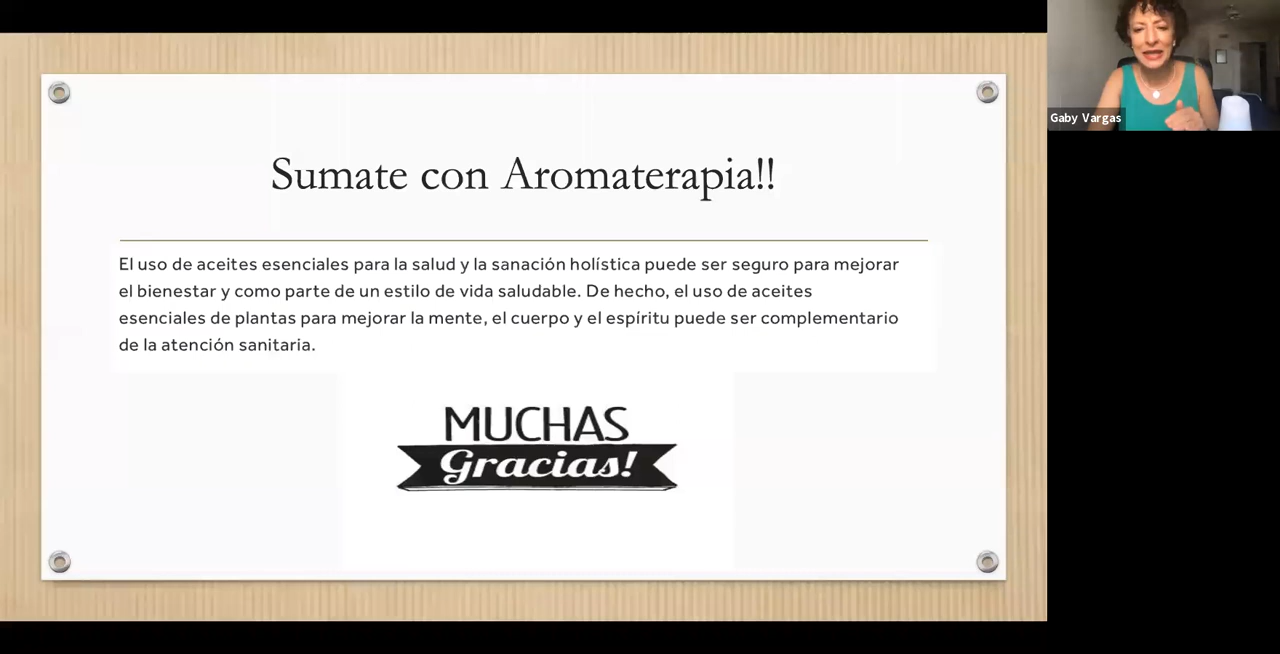 Sumate con Aromaterapia!!
El uso de aceites esenciales para la salud y la sanación holística puede ser seguro para mejorar
el bienestar y como parte de un estilo de vida saludable. De hecho, el uso de aceites
esenciales de plantas para mejorar la mente, el cuerpo y el espíritu puede ser complementario
de la atención sanitaria.
MUCHAS
Gracias!
Gaby Vargas